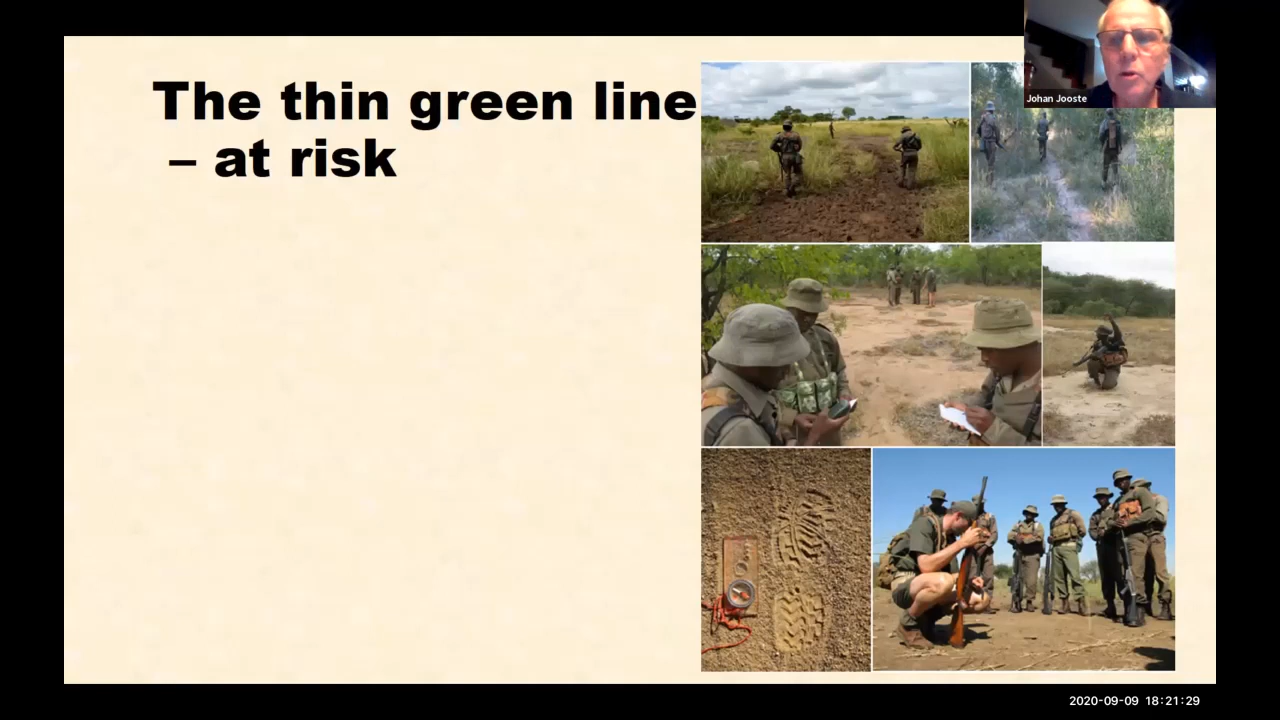 The thin green line
– at risk
Johan Jooste
2020-09-09 18:21:29